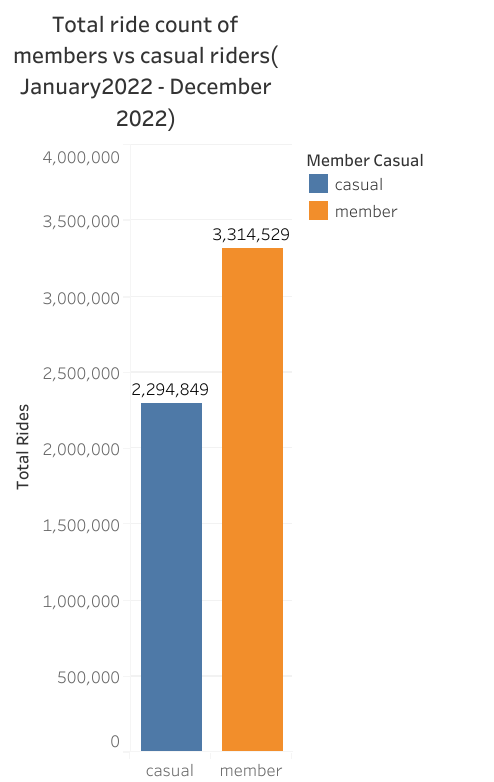 Total ride count of
members vs casual riders(
January2022 - December
2022)
Member Casual
casual
member
4,000,000
3,500,000
3,000,000
2,500,000
2,000,000
1,500,000
1,000,000
500,000
0
Total Rides
3,314,529
2,294,849
casual
member